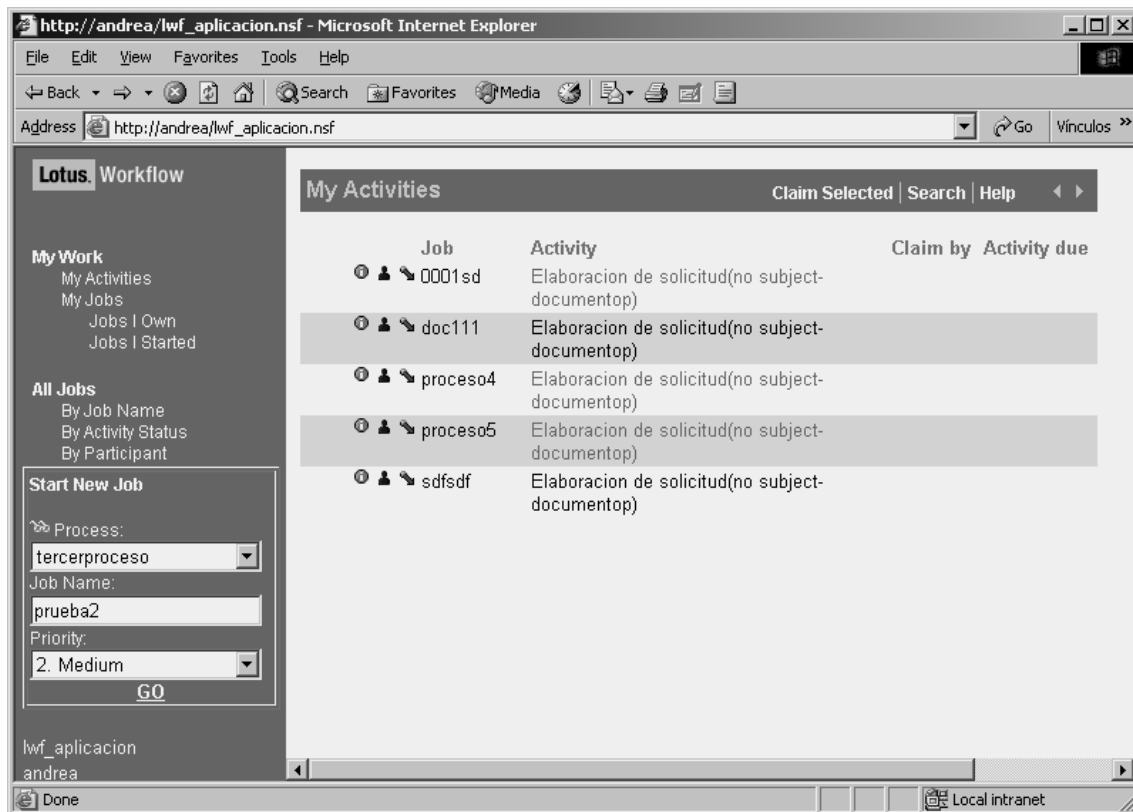 http://andrea/lwf_aplicacion.nsf - Microsoft Internet Explorer
File Edit View Favorites Tools Help
Back Search Favorites Media
Address http://andrea/lwf_aplicacion.nsf Go Vínculos »
Lotus. Workflow
My Work
My Activities
My Jobs
Jobs I Own
Jobs I Started
All Jobs
By Job Name
By Activity Status
By Participant
Start New Job
Process:
tercerproceso
Job Name:
prueba2
Priority:
2. Medium
GO
lwf_aplicacion
andrea
My Activities Claim Selected | Search | Help
Job Activity Claim by Activity due
0001sd Elaboracion de solicitud(no subject-
documentop)
doc111 Elaboracion de solicitud(no subject-
documentop)
proceso4 Elaboracion de solicitud(no subject-
documentop)
proceso5 Elaboracion de solicitud(no subject-
documentop)
sdfsdf Elaboracion de solicitud(no subject-
documentop)
Done Local intranet